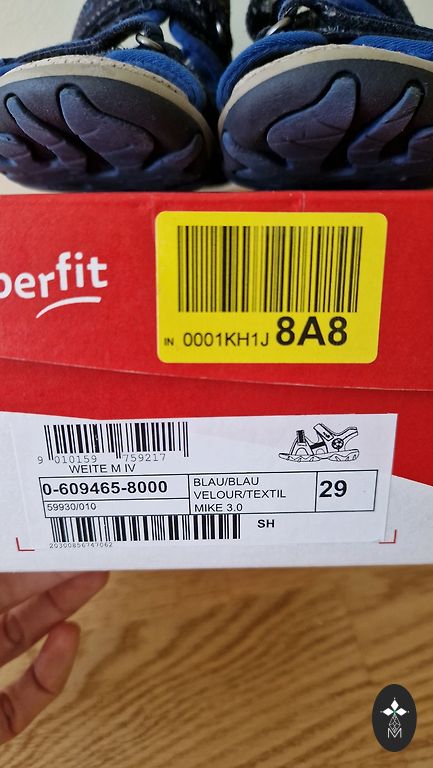 perfit
IN 0001KH1J 8A8
9 010159 759217
WEITE M IV
0-609465-8000
59930/010
BLAU/BLAU
VELOUR/TEXTIL
MIKE 3.0
29
20300856747062
SH
M